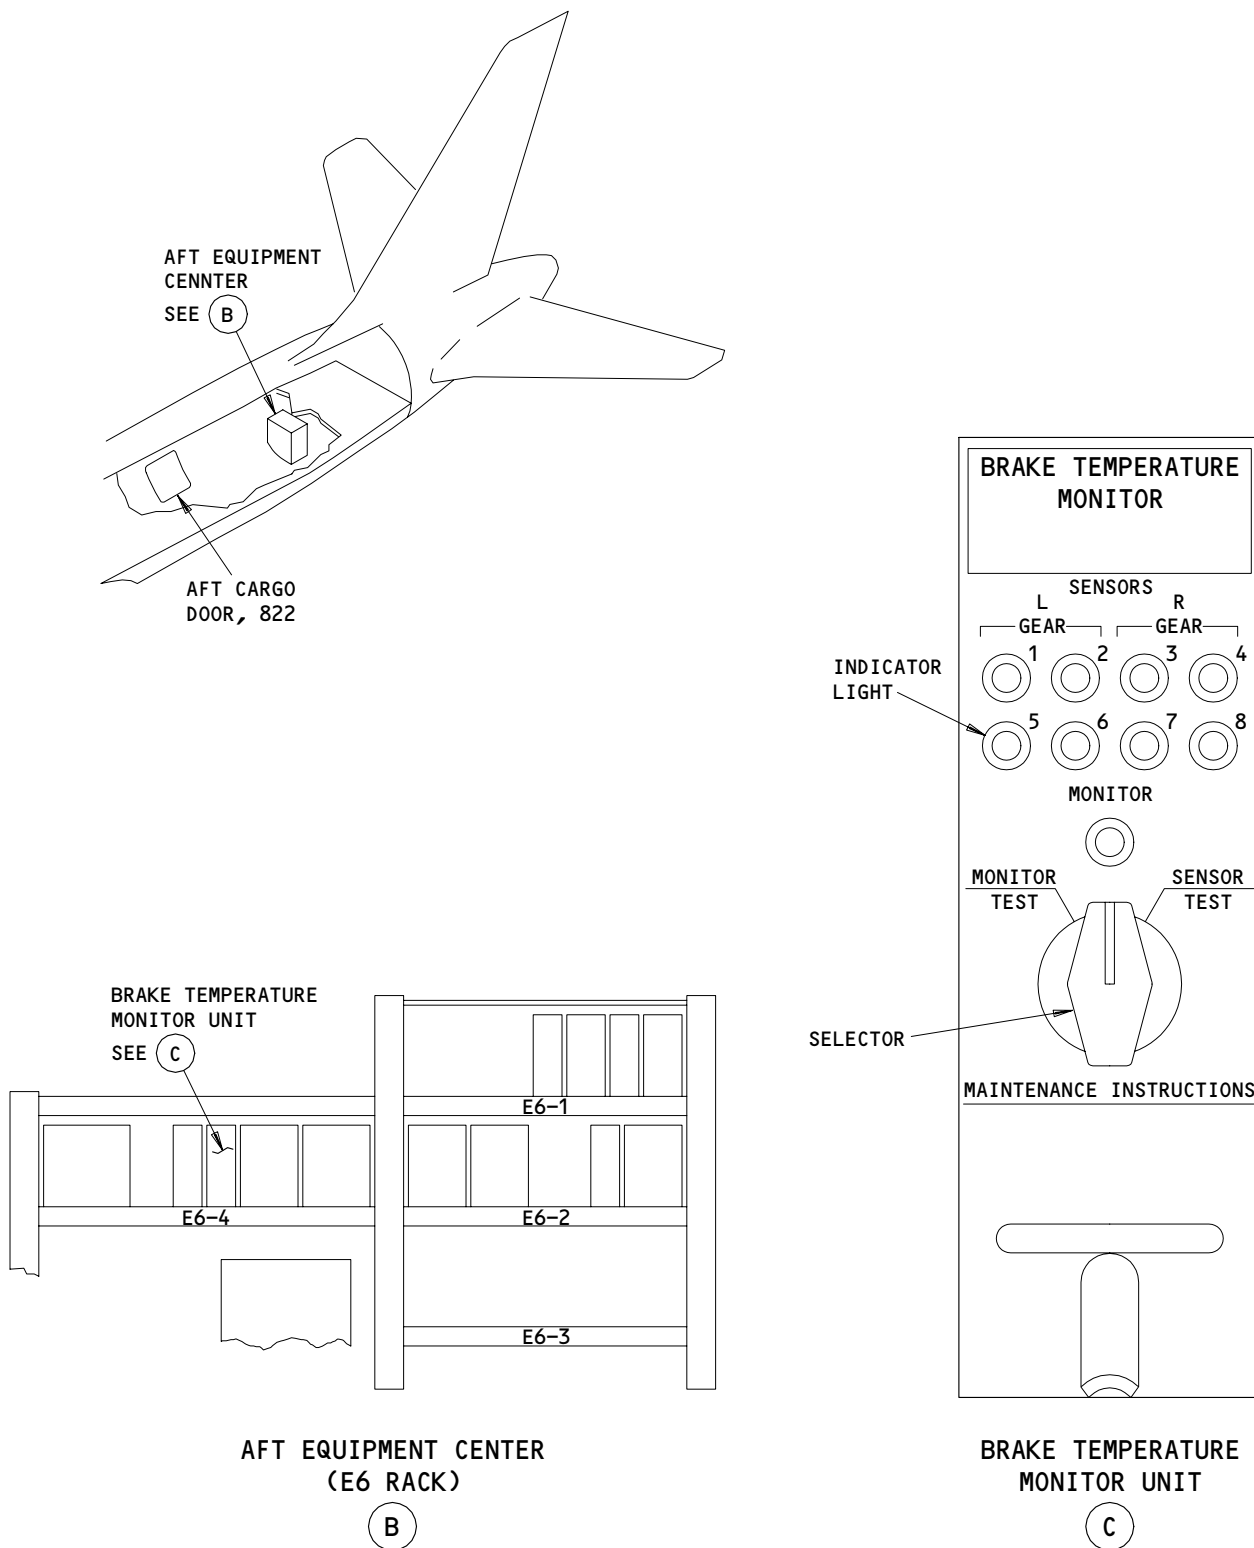 AFT EQUIPMENT
CENNTER
SEE B
AFT CARGO
DOOR, 822
BRAKE TEMPERATURE
MONITOR
SENSORS
L R
GEAR GEAR
1 2 3 4
INDICATOR
LIGHT
5 6 7 8
MONITOR
MONITOR SENSOR
TEST TEST
SELECTOR
MAINTENANCE INSTRUCTIONS
BRAKE TEMPERATURE
MONITOR UNIT
SEE C
E6-1
E6-4 E6-2
E6-3
AFT EQUIPMENT CENTER
(E6 RACK)
B
BRAKE TEMPERATURE
MONITOR UNIT
C